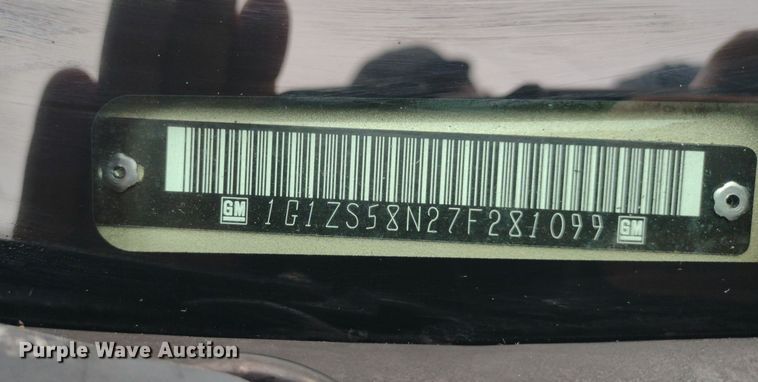 GM 1G1ZS58N27F281099 GM
Purple Wave Auction